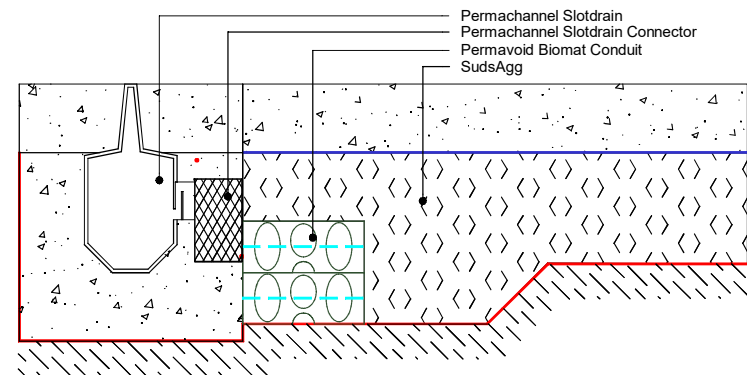 Permachannel Slotdrain
Permachannel Slotdrain Connector
Permavoid Biomat Conduit
SudsAgg